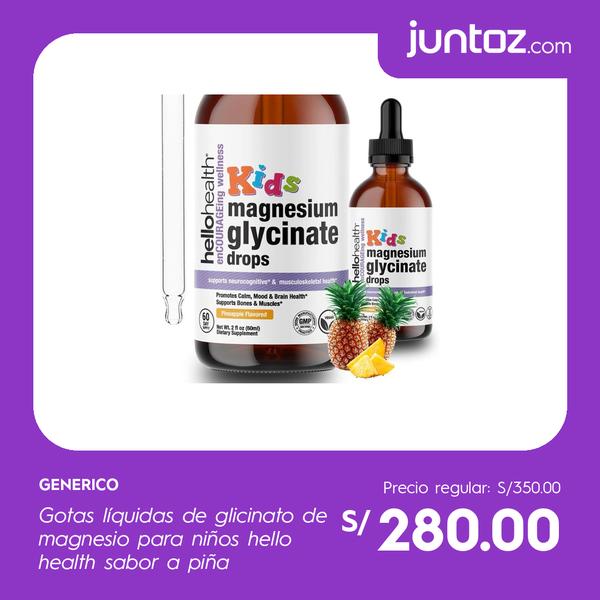 juntoz.com
hellohealth®
enCOURAGEing wellness
Kids
magnesium
glycinate
drops
supports neurocognitive* & musculoskeletal health*
Promotes Calm, Mood & Brain Health*
Supports Bones & Muscles*
Pineapple Flavored
60
Net Wt. 2 fl oz (60ml)
Dietary Supplement
GMP
VEGAN
hellohealth®
enCOURAGEing wellness
Kids
magnesium
glycinate
drops
GENERICO
Gotas líquidas de glicinato de
magnesio para niños hello
health sabor a piña
Precio regular: S/350.00
S/ 280.00